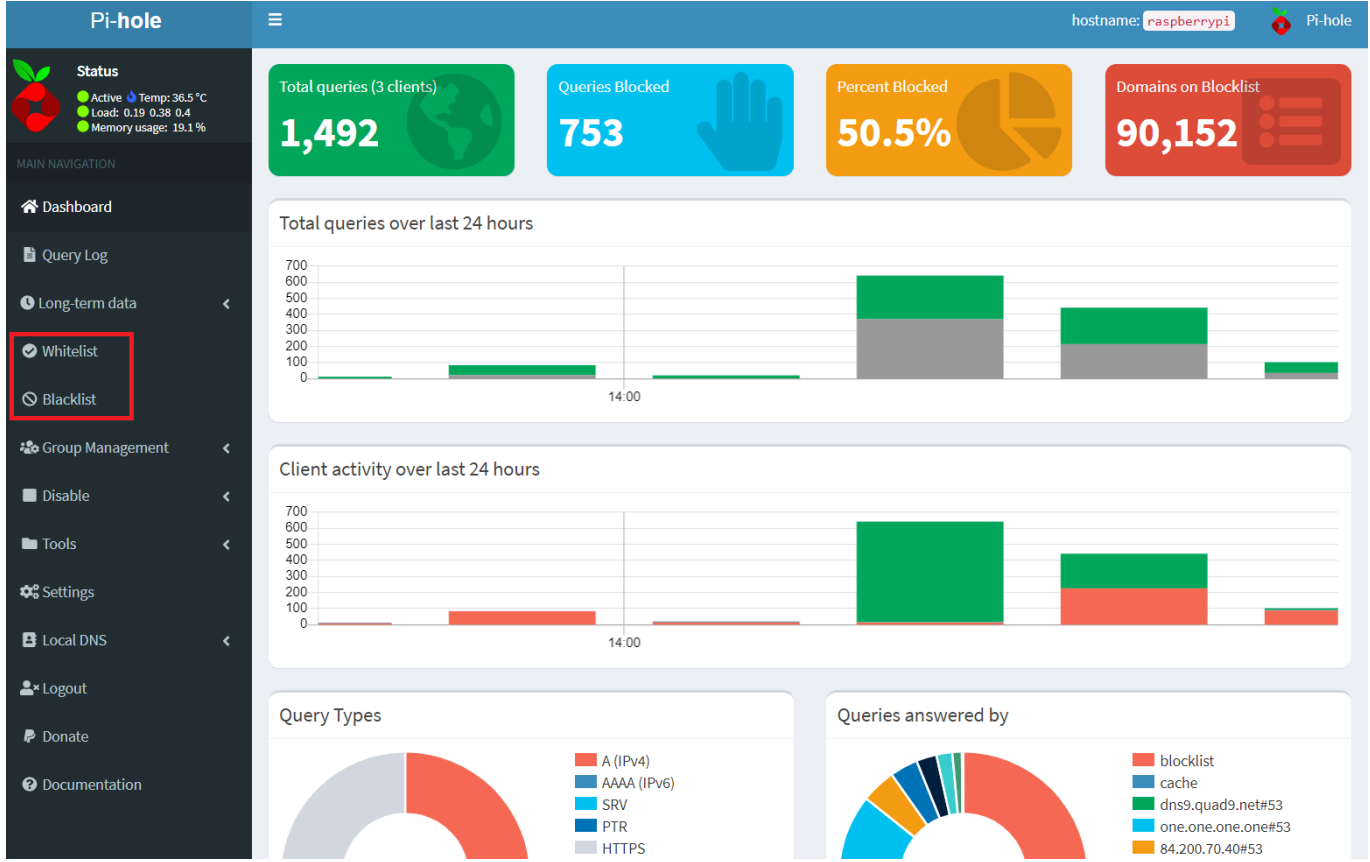 Pi-hole
hostname: raspberrypi
Pi-hole
Status
Active Temp: 36.5 °C
Load: 0.19 0.38 0.4
Memory usage: 19.1 %
MAIN NAVIGATION
Dashboard
Query Log
Long-term data
Whitelist
Blacklist
Group Management
Disable
Tools
Settings
Local DNS
Logout
Donate
Documentation
Total queries (3 clients)
1,492
Queries Blocked
753
Percent Blocked
50.5%
Domains on Blocklist
90,152
Total queries over last 24 hours
700
600
500
400
300
200
100
0
14:00
Client activity over last 24 hours
700
600
500
400
300
200
100
0
14:00
Query Types
A (IPv4)
AAAA (IPv6)
SRV
PTR
HTTPS
Queries answered by
blocklist
cache
dns9.quad9.net#53
one.one.one.one#53
84.200.70.40#53